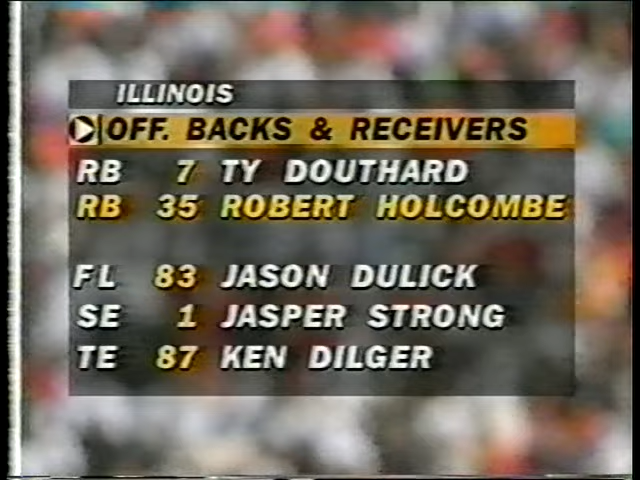 ILLINOIS
OFF. BACKS & RECEIVERS
RB 7 TY DOUTHARD
RB 35 ROBERT HOLCOMBE
FL 83 JASON DULICK
SE 1 JASPER STRONG
TE 87 KEN DILGER